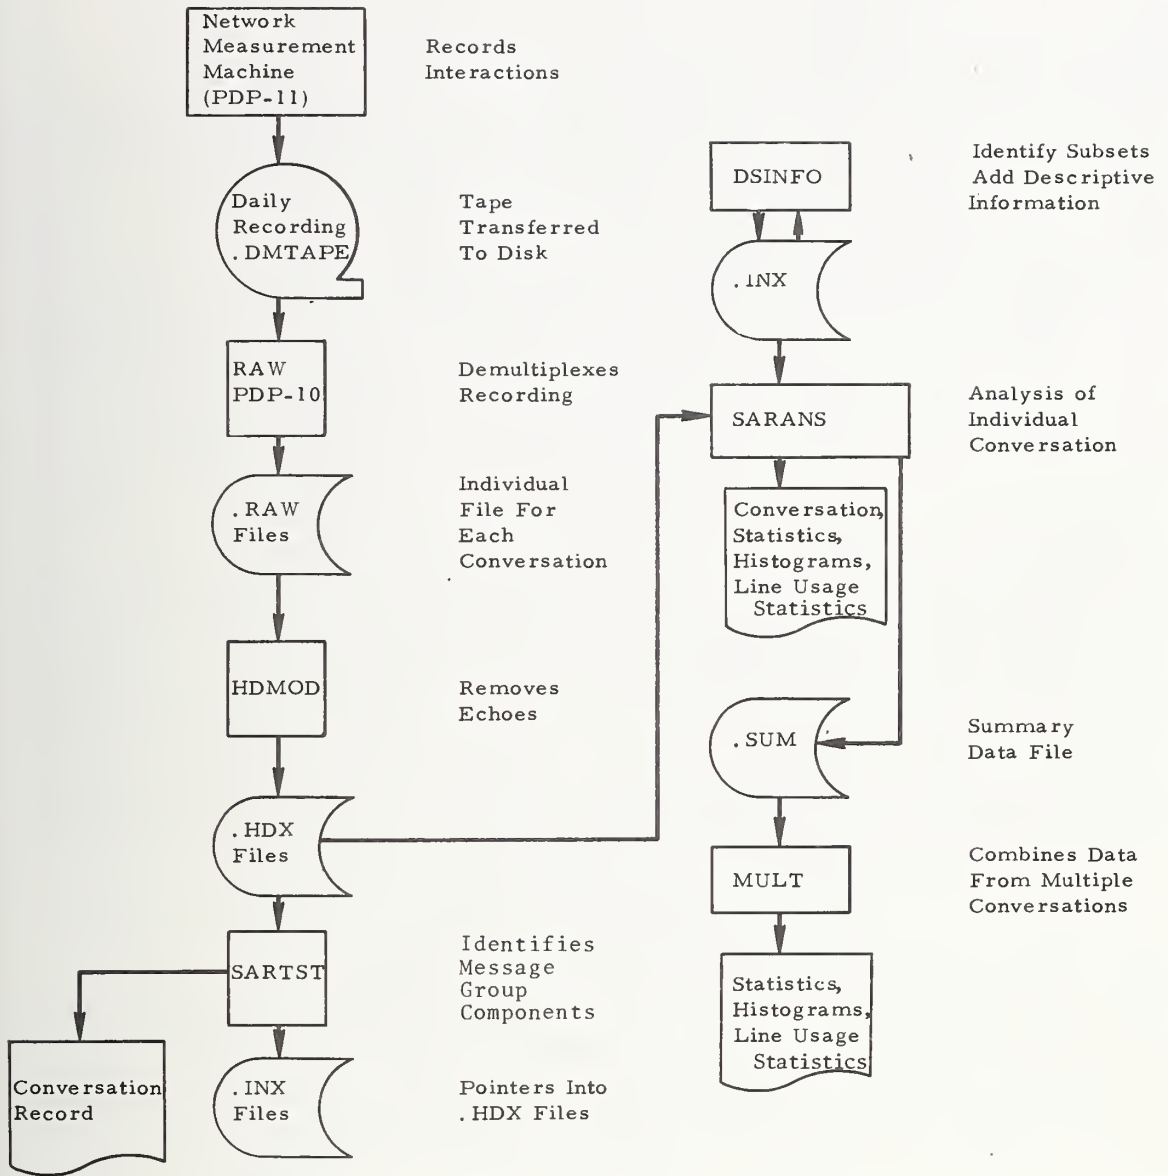 Network
Measurement
Machine
(PDP-11)
Records
Interactions
Daily
Recording
.DMTAPE
Tape
Transferred
To Disk
RAW
PDP-10
Demultiplexes
Recording
.RAW
Files
Individual
File For
Each
Conversation
HDMOD
Removes
Echoes
.HDX
Files
SARTST
Identifies
Message
Group
Components
Conversation
Record
.INX
Files
Pointers Into
.HDX Files
DSINFO
Identify Subsets
Add Descriptive
Information
.INX
SARANS
Analysis of
Individual
Conversation
Conversation,
Statistics,
Histograms,
Line Usage
Statistics
.SUM
Summary
Data File
MULT
Combines Data
From Multiple
Conversations
Statistics,
Histograms,
Line Usage
Statistics